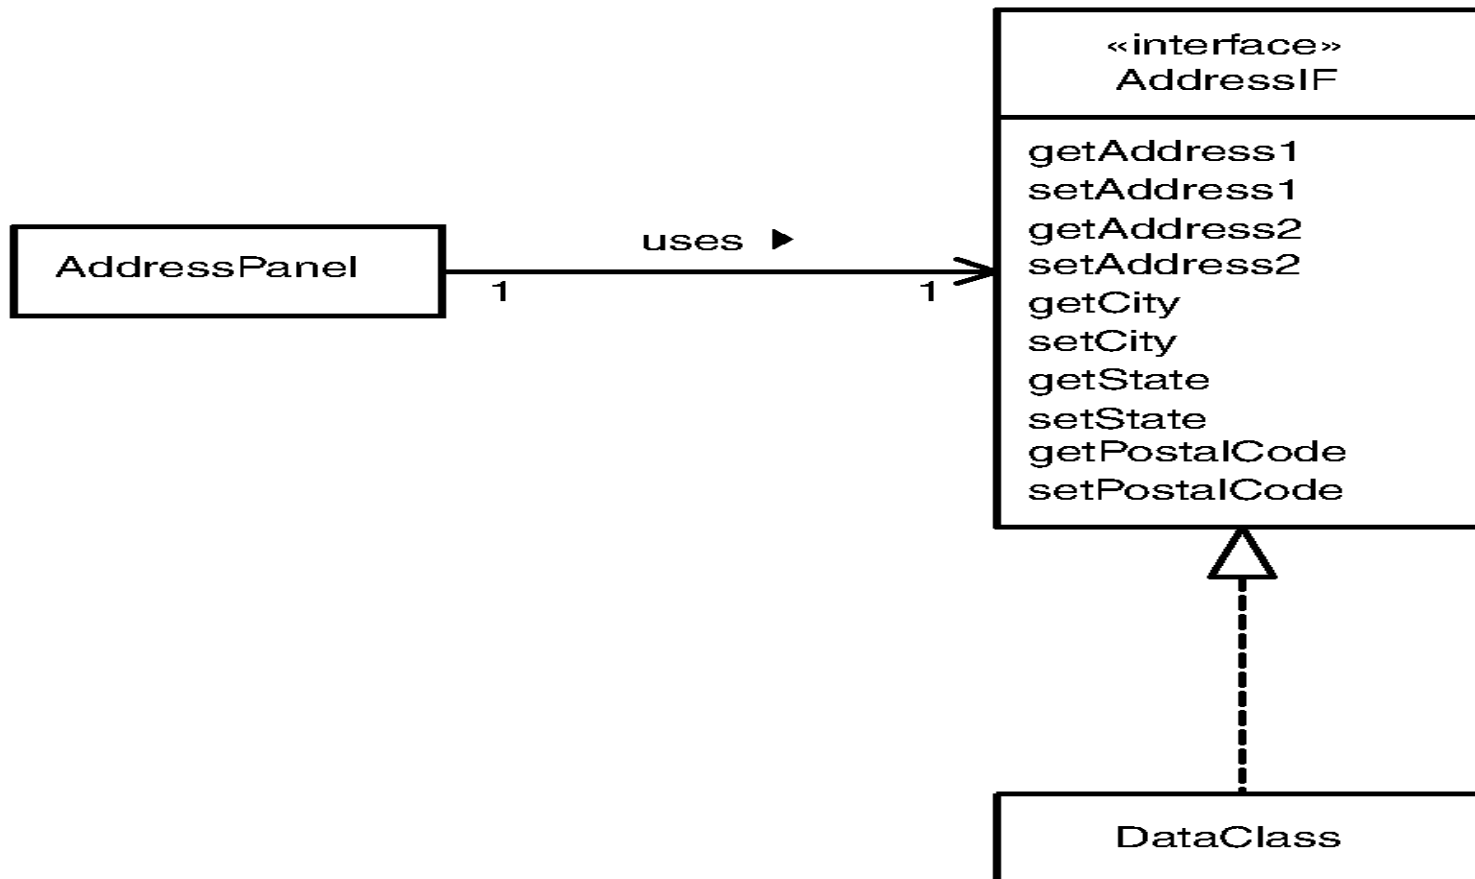 «interface»
AddressIF
getAddress1
setAddress1
getAddress2
setAddress2
getCity
setCity
getState
setState
getPostalCode
setPostalCode
AddressPanel
uses ▶
1
1
DataClass